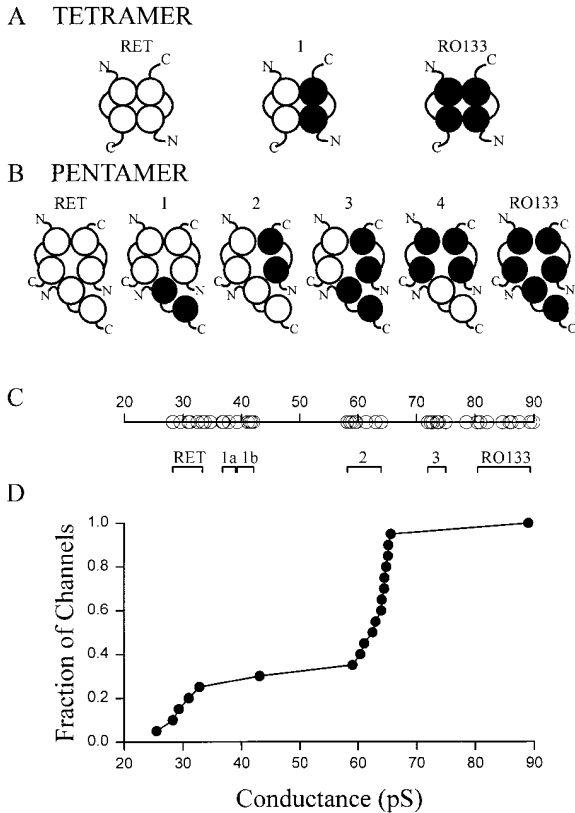 A TETRAMER
RET 1 RO133
N C
C N
B PENTAMER
RET 1 2 3 4 RO133
N C N C N C N C N C N C
C N N C N N C N N C N N C N N C N N
C C C C C C
C
20 30 40 50 60 70 80 90
RET 1a 1b 2 3 RO133
D
Fraction of Channels
1.0
0.8
0.6
0.4
0.2
0.0
20 30 40 50 60 70 80 90
Conductance (pS)